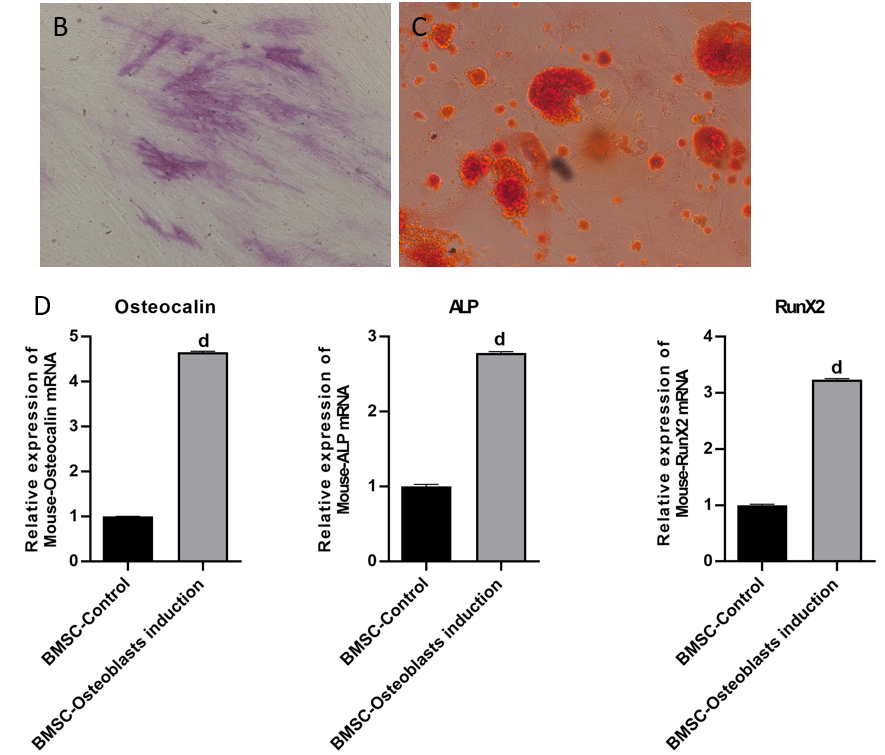 B
C
D
Osteocalin
ALP
RunX2
Relative expression of
Mouse-Osteocalin mRNA
5
4
3
2
1
0
d
BMSC-Control
BMSC-Osteoblasts induction
Relative expression of
Mouse-ALP mRNA
3
2
1
0
d
BMSC-Control
BMSC-Osteoblasts induction
Relative expression of
Mouse-RunX2 mRNA
4
3
2
1
0
d
BMSC-Control
BMSC-Osteoblasts induction